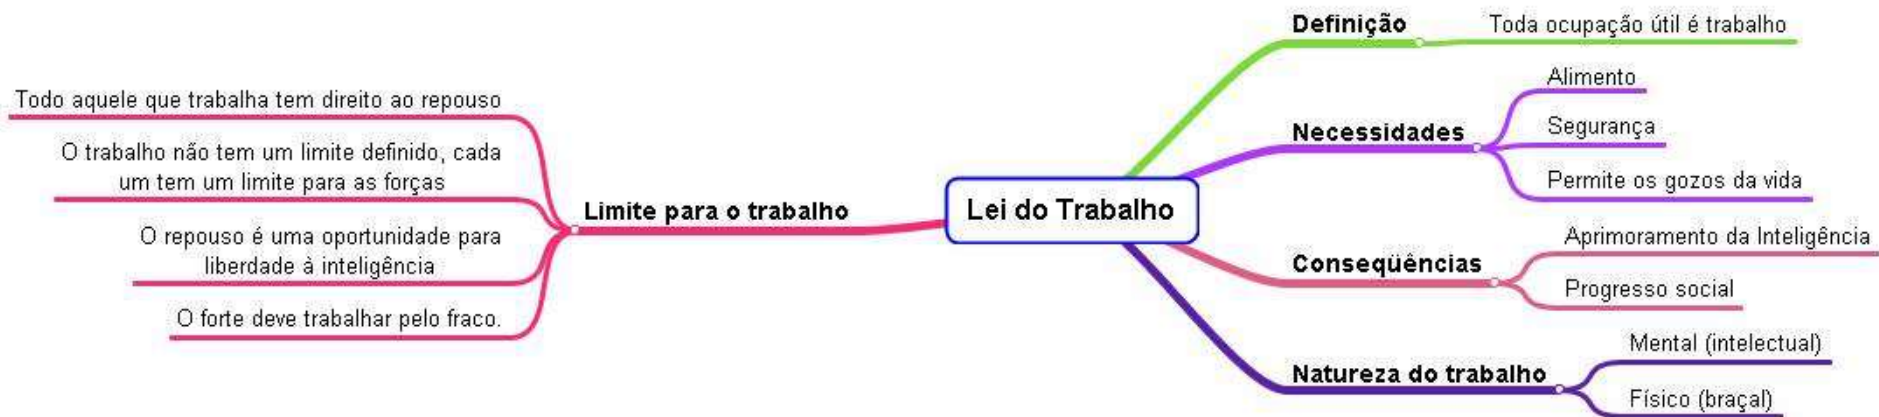 Definição
Toda ocupação útil é trabalho
Necessidades
Alimento
Segurança
Permite os gozos da vida
Lei do Trabalho
Conseqüências
Aprimoramento da Inteligência
Progresso social
Natureza do trabalho
Mental (intelectual)
Físico (braçal)
Limite para o trabalho
Todo aquele que trabalha tem direito ao repouso
O trabalho não tem um limite definido, cada
um tem um limite para as forças
O repouso é uma oportunidade para
liberdade à inteligência
O forte deve trabalhar pelo fraco.